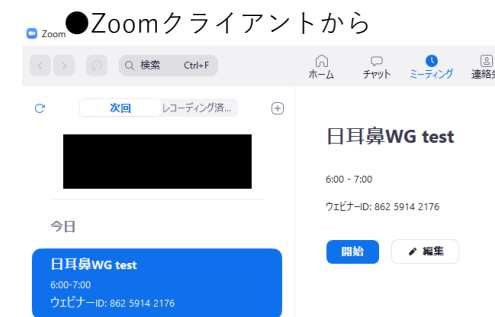 ●Zoomクライアントから
Zoom
検索 Ctrl+F
ホーム チャット ミーティング 連絡先
次回 レコーディング済...
日耳鼻WG test
6:00 - 7:00
ウェビナーID: 862 5914 2176
開始 編集
今日
日耳鼻WG test
6:00-7:00
ウェビナーID: 862 5914 2176